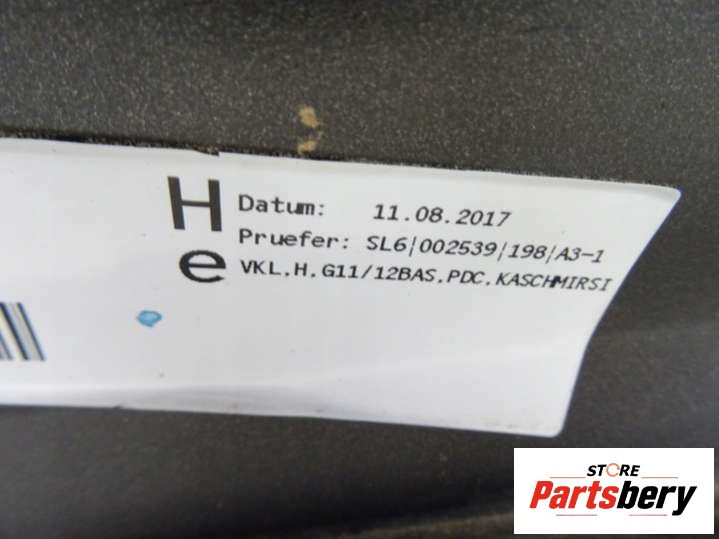 H
e
Datum: 11.08.2017
Pruefer: SL6|002539|198|A3-1
VKL.H.G11/12BAS.PDC.KASCHMIRSI
STORE
Partsbery